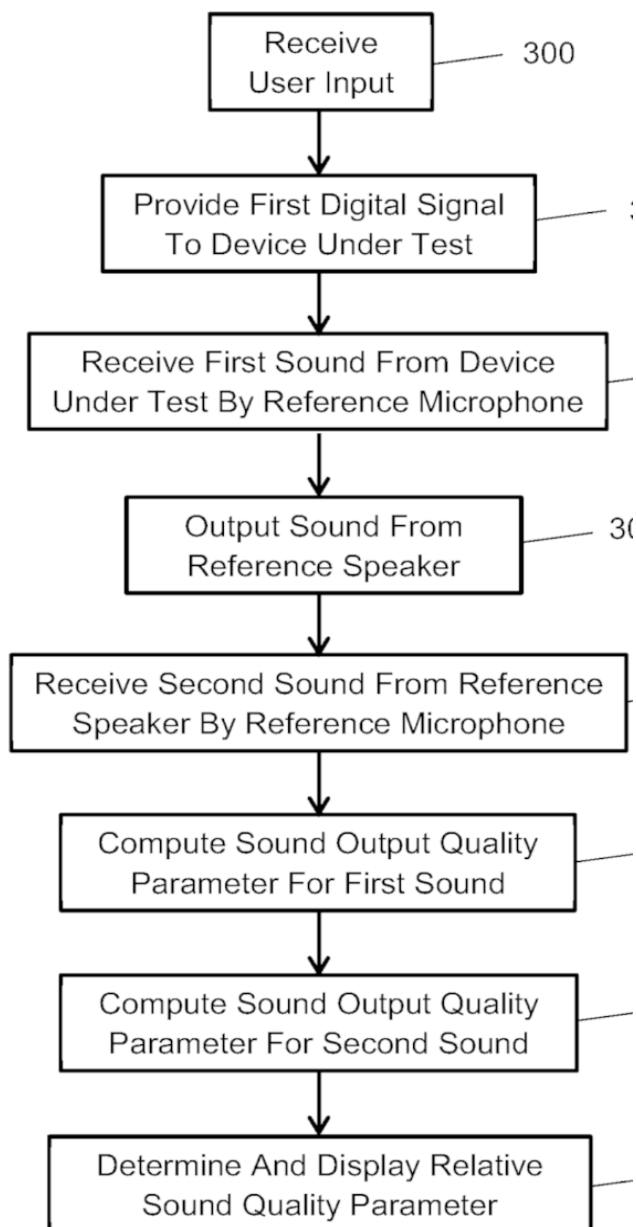 Receive
User Input
300
Provide First Digital Signal
To Device Under Test
Receive First Sound From Device
Under Test By Reference Microphone
Output Sound From
Reference Speaker
Receive Second Sound From Reference
Speaker By Reference Microphone
Compute Sound Output Quality
Parameter For First Sound
Compute Sound Output Quality
Parameter For Second Sound
Determine And Display Relative
Sound Quality Parameter